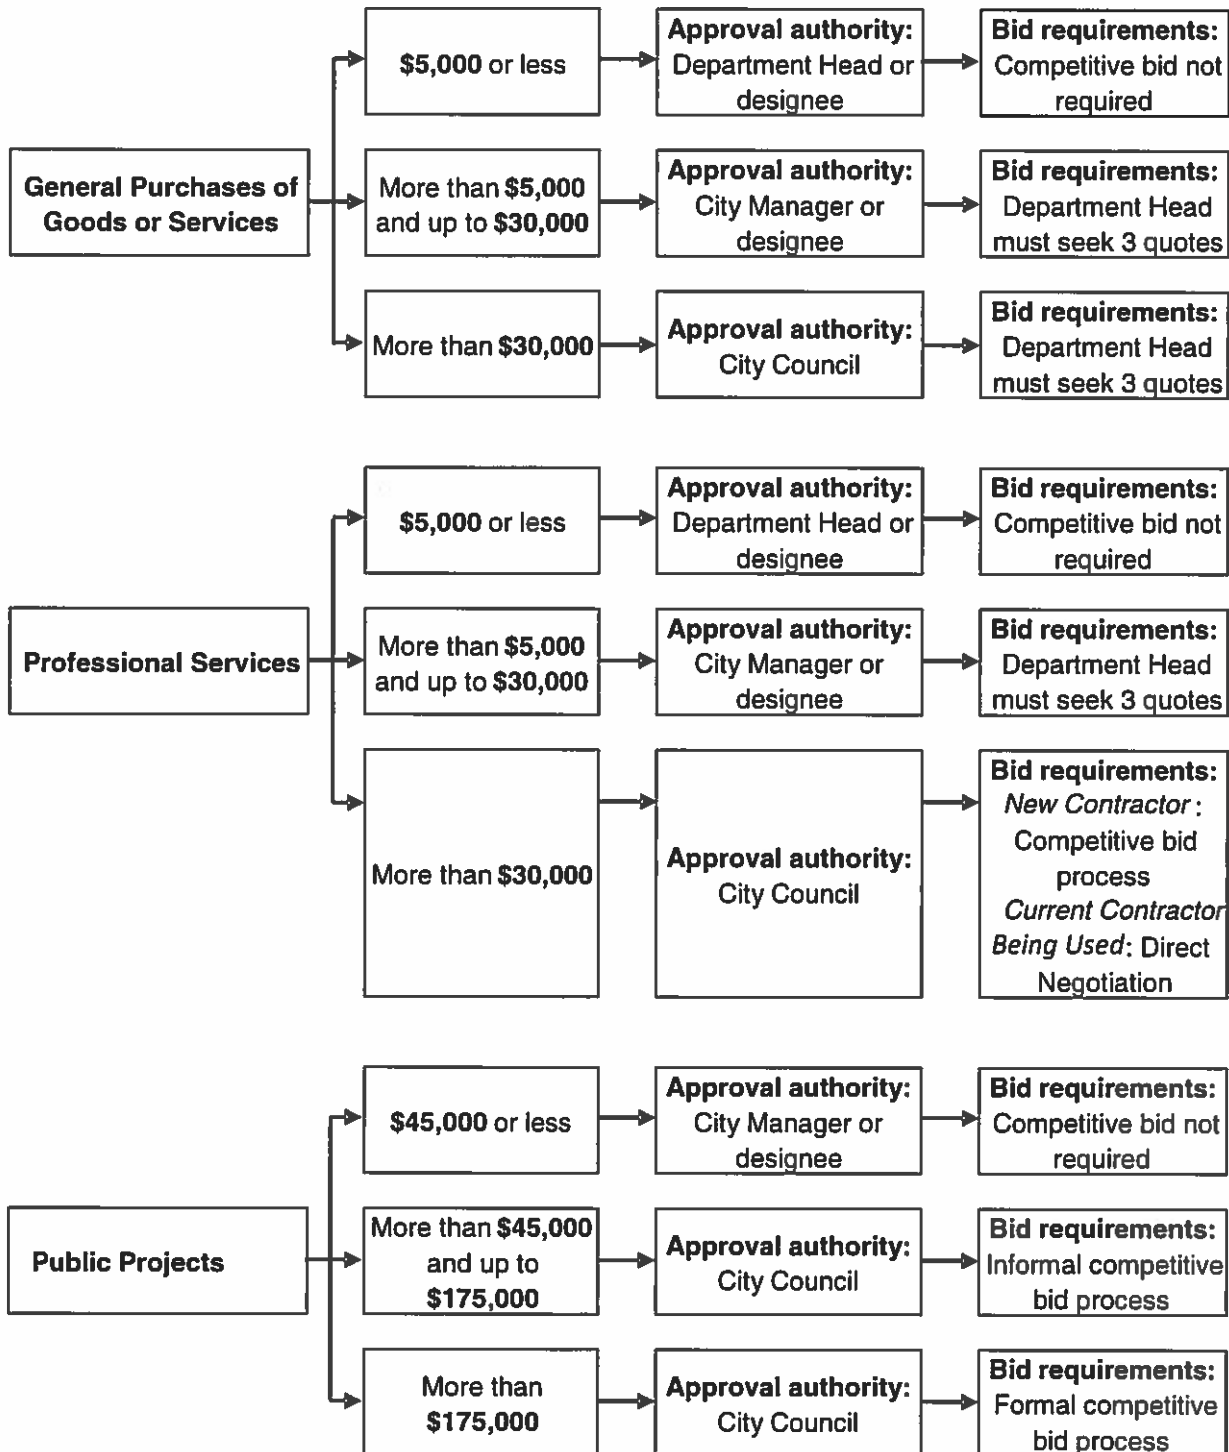 General Purchases of
Goods or Services
$5,000 or less
Approval authority:
Department Head or
designee
Bid requirements:
Competitive bid not
required
More than $5,000
and up to $30,000
Approval authority:
City Manager or
designee
Bid requirements:
Department Head
must seek 3 quotes
More than $30,000
Approval authority:
City Council
Bid requirements:
Department Head
must seek 3 quotes
Professional Services
$5,000 or less
Approval authority:
Department Head or
designee
Bid requirements:
Competitive bid not
required
More than $5,000
and up to $30,000
Approval authority:
City Manager or
designee
Bid requirements:
Department Head
must seek 3 quotes
More than $30,000
Approval authority:
City Council
Bid requirements:
New Contractor :
Competitive bid
process
Current Contractor
Being Used: Direct
Negotiation
Public Projects
$45,000 or less
Approval authority:
City Manager or
designee
Bid requirements:
Competitive bid not
required
More than $45,000
and up to
$175,000
Approval authority:
City Council
Bid requirements:
Informal competitive
bid process
More than
$175,000
Approval authority:
City Council
Bid requirements:
Formal competitive
bid process